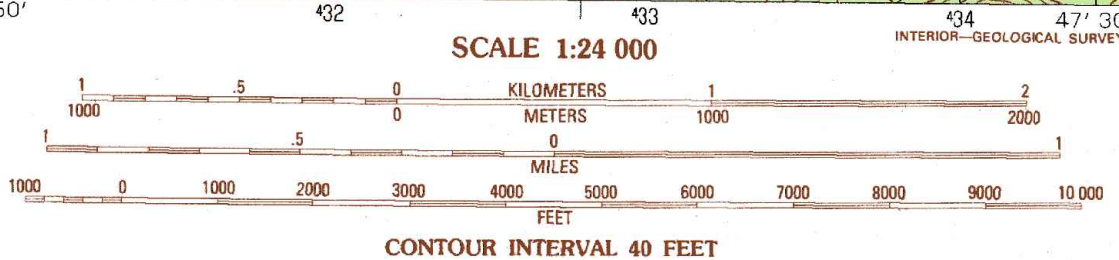 50' ⁴32 ⁴33 ⁴34 47' 30
INTERIOR—GEOLOGICAL SURVEY
SCALE 1:24 000
1 .5 0 KILOMETERS 1 2
1000 0 METERS 1000 2000
1 .5 0 1
MILES
1000 0 1000 2000 3000 4000 5000 6000 7000 8000 9000 10 000
FEET
CONTOUR INTERVAL 40 FEET